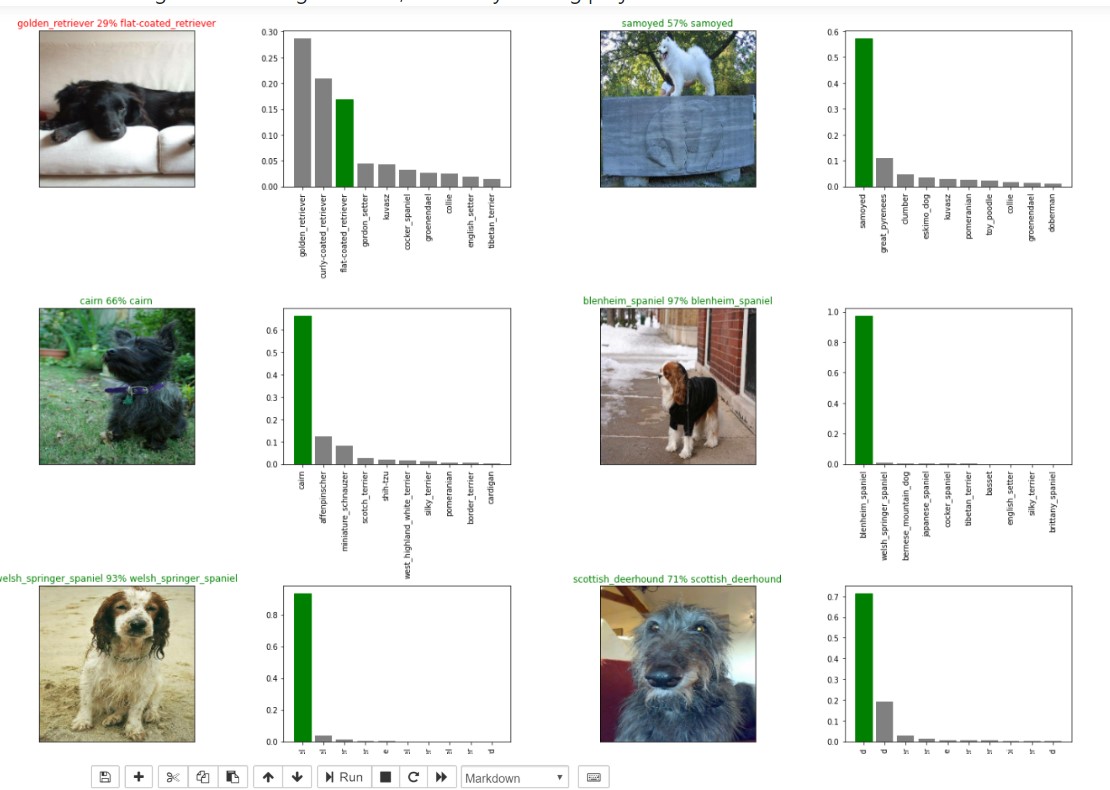 golden_retriever 29% flat-coated_retriever
0.30
0.25
0.20
0.15
0.10
0.05
0.00
golden_retriever
curly-coated_retriever
flat-coated_retriever
gordon_setter
kuvasz
cocker_spaniel
groenendael
collie
english_setter
tibetan_terrier
samoyed 57% samoyed
0.6
0.5
0.4
0.3
0.2
0.1
0.0
samoyed
great_pyrenees
clumber
eskimo_dog
kuvasz
pomeranian
toy_poodle
collie
groenendael
doberman
cairn 66% cairn
0.6
0.5
0.4
0.3
0.2
0.1
0.0
cairn
affenpinscher
miniature_schnauzer
scotch_terrier
shih-tzu
west_highland_white_terrier
silky_terrier
pomeranian
border_terrier
cardigan
blenheim_spaniel 97% blenheim_spaniel
1.0
0.8
0.6
0.4
0.2
0.0
blenheim_spaniel
welsh_springer_spaniel
bernese_mountain_dog
japanese_spaniel
cocker_spaniel
tibetan_terrier
basset
english_setter
silky_terrier
brittany_spaniel
welsh_springer_spaniel 93% welsh_springer_spaniel
0.8
0.6
0.4
0.2
0.0
scottish_deerhound 71% scottish_deerhound
0.7
0.6
0.5
0.4
0.3
0.2
0.1
0.0
Run
Markdown